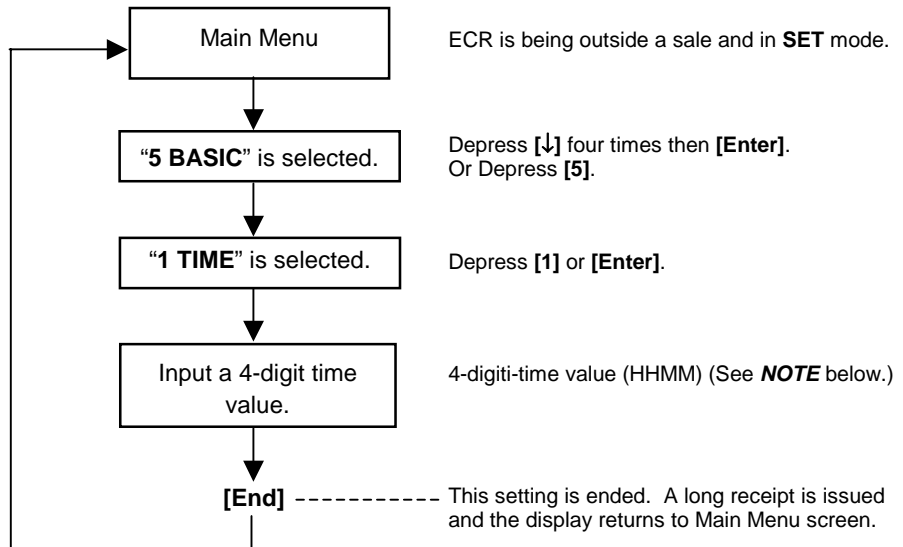 Main Menu
ECR is being outside a sale and in SET mode.
“5 BASIC” is selected.
Depress [↓] four times then [Enter].
Or Depress [5].
“1 TIME” is selected.
Depress [1] or [Enter].
Input a 4-digit time
value.
4-digiti-time value (HHMM) (See NOTE below.)
[End]
This setting is ended. A long receipt is issued
and the display returns to Main Menu screen.